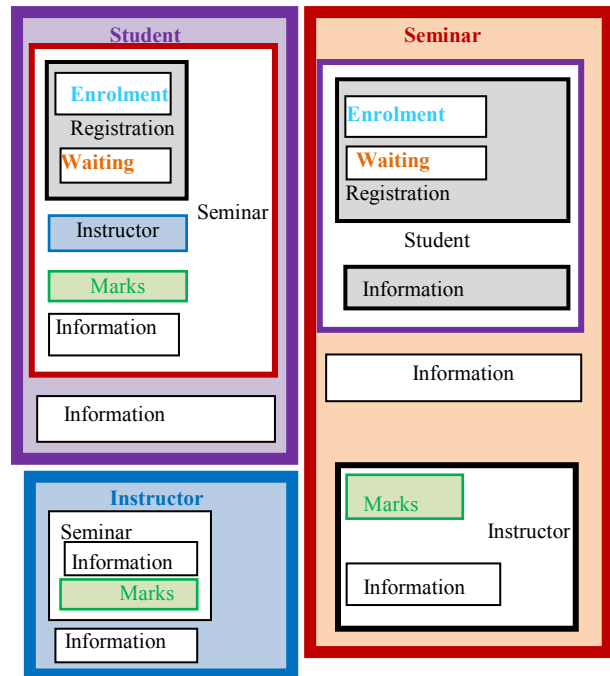 Student
Enrolment
Registration
Waiting
Seminar
Instructor
Marks
Information
Information
Instructor
Seminar
Information
Marks
Information
Seminar
Enrolment
Waiting
Registration
Student
Information
Information
Marks
Instructor
Information